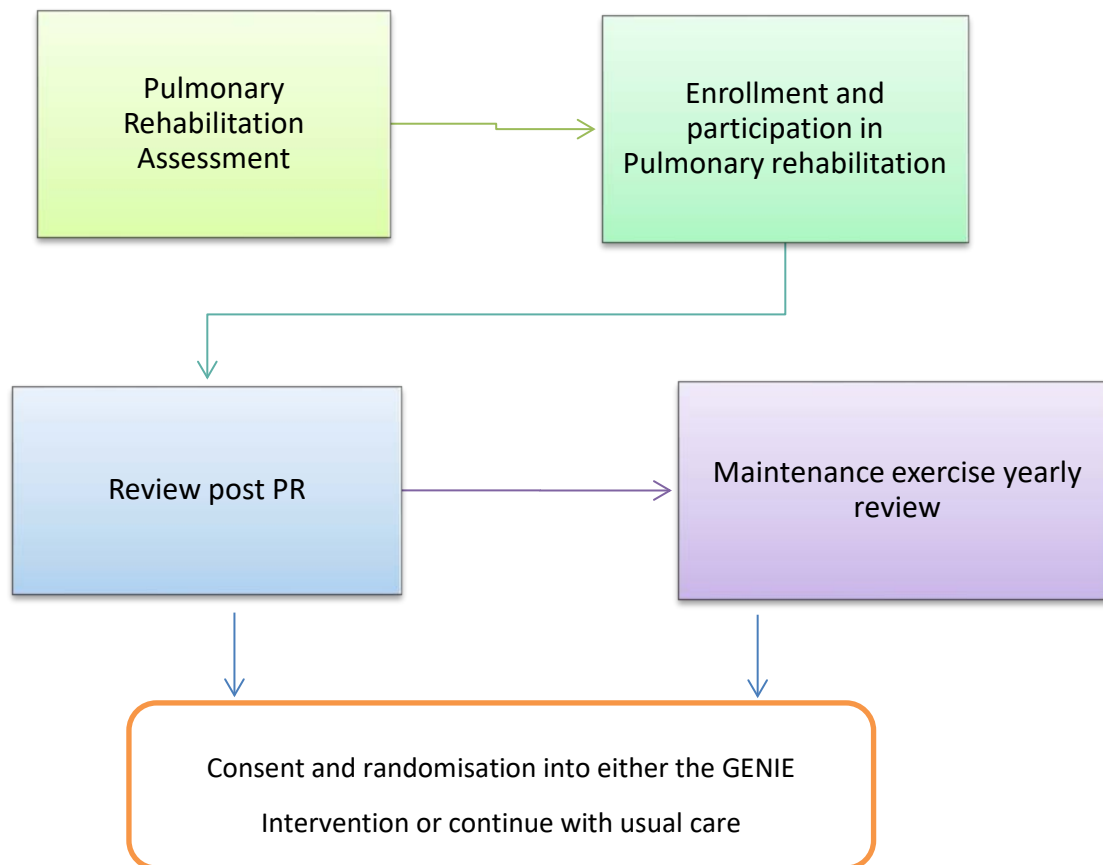 Pulmonary
Rehabilitation
Assessment
Enrollment and
participation in
Pulmonary rehabilitation
Review post PR
Maintenance exercise yearly
review
Consent and randomisation into either the GENIE
Intervention or continue with usual care